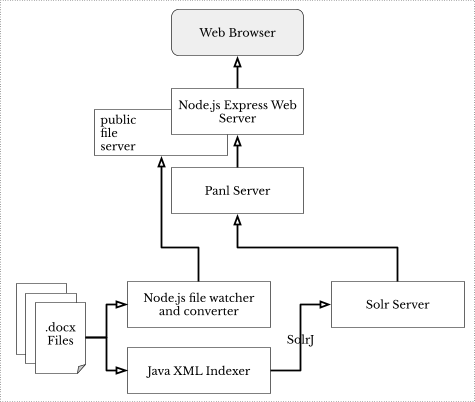 Web Browser
Node.js Express Web
Server
public
file
server
Panl Server
.docx
Files
Node.js file watcher
and converter
Solr Server
SolrJ
Java XML Indexer